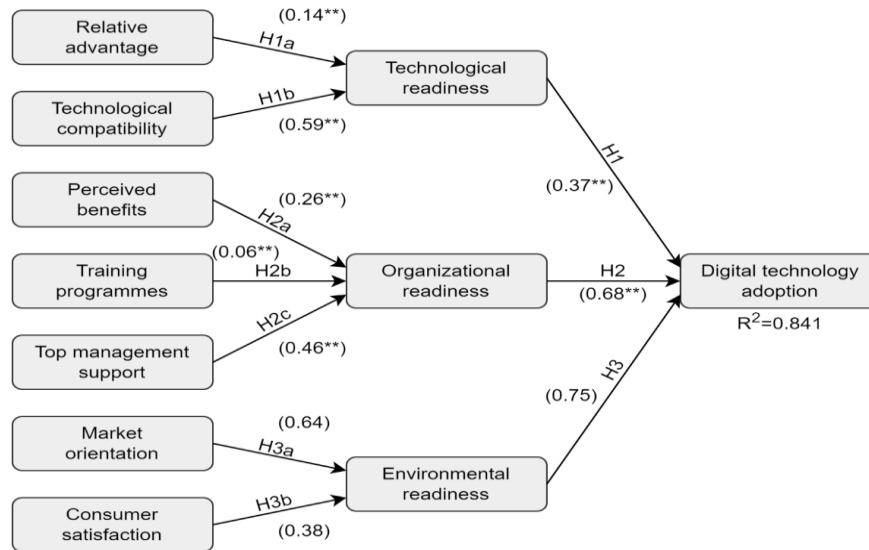 (0.14**)
Relative
advantage
H1a
Technological
readiness
Technological
compatibility
H1b
(0.59**)
H1
(0.37**)
Perceived
benefits
(0.26**)
H2a
(0.06**)
Training
programmes
H2b
Organizational
readiness
H2
(0.68**)
Digital technology
adoption
R²=0.841
H2c
Top management
support
(0.46**)
H3
(0.75)
Market
orientation
(0.64)
H3a
Environmental
readiness
Consumer
satisfaction
H3b
(0.38)